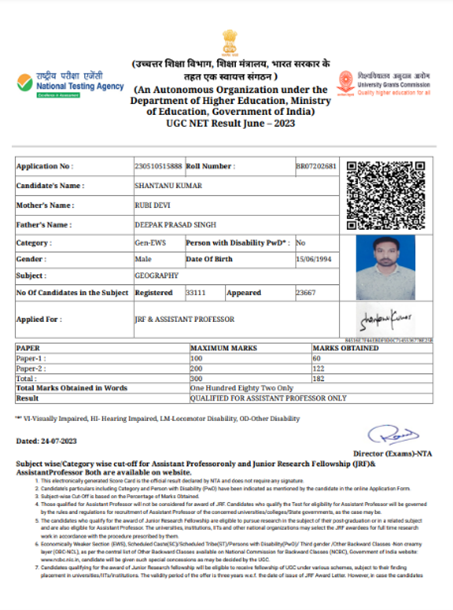 राष्ट्रीय परीक्षा एजेंसी
National Testing Agency
Excellence in Assessment
(उच्चत्तर शिक्षा विभाग, शिक्षा मंत्रालय, भारत सरकार के
तहत एक स्वायत्त संगठन )
(An Autonomous Organization under the
Department of Higher Education, Ministry
of Education, Government of India)
UGC NET Result June – 2023
विश्वविद्यालय अनुदान आयोग
University Grants Commission
Quality higher education for all
Application No : 230510515888 Roll Number : BR07202681
Candidate's Name : SHANTANU KUMAR
Mother's Name : RUBI DEVI
Father's Name : DEEPAK PRASAD SINGH
Category : Gen-EWS Person with Disability PwD* : No
Gender : Male Date Of Birth 15/06/1994
Subject : GEOGRAPHY
No Of Candidates in the Subject Registered 33111 Appeared 23667
Applied For : JRF & ASSISTANT PROFESSOR
Shantanu Kumar
PAPER MAXIMUM MARKS MARKS OBTAINED
Paper-1 : 100 60
Paper-2 : 200 122
Total : 300 182
Total Marks Obtained in Words One Hundred Eighty Two Only
Result QUALIFIED FOR ASSISTANT PROFESSOR ONLY
"*" VI-Visually Impaired, HI- Hearing Impaired, LM-Locomotor Disability, OD-Other Disability
Dated: 24-07-2023
Director (Exams)-NTA
Subject wise/Category wise cut-off for Assistant Professoronly and Junior Research Fellowship (JRF)&
AssistantProfessor Both are available on website.
1. This electronically generated Score Card is the official result declared by NTA and does not require any signature.
2. Candidates particulars including Category and Person with Disability (PwD) have been indicated as mentioned by the candidate in the online Application Form.
3. Subject-wise Cut-Off is based on the Percentage of Marks Obtained.
4. Those qualified for Assistant Professor will not be considered for award of JRF. Candidates who qualify the Test for eligibility for Assistant Professor will be governed
by the rules and regulations for recruitment of Assistant Professor of the concerned universities/colleges/State governments, as the case may be.
5. The candidates who qualify for the award of Junior Research Fellowship are eligible to pursue research in the subject of their post-graduation or in a related subject
and are also eligible for Assistant Professor. The universities, institutions, IITs and other national organizations may select the JRF awardees for full time research
work in accordance with the procedure prescribed by them.
6. Economically Weaker Section (EWS), Scheduled Caste(SC)/Scheduled Tribe(ST)/Persons with Disability(PwD)/ Third gender /Other Backward Classes -Non creamy
layer (OBC-NCL), as per the central list of Other Backward Classes available on National Commission for Backward Classes (NCBC), Government of India website
www.ncbc.nic.in, candidate will be given such special concessions as may be decided by the UGC.
7. Candidates qualifying for the award of Junior Research fellowship will be eligible to receive fellowship of UGC under various schemes, subject to their finding
placement in universities/IITs/Institutions. The validity period of the offer is three years w.e.f. the date of issue of JRF Award Letter. However, in case the candidates